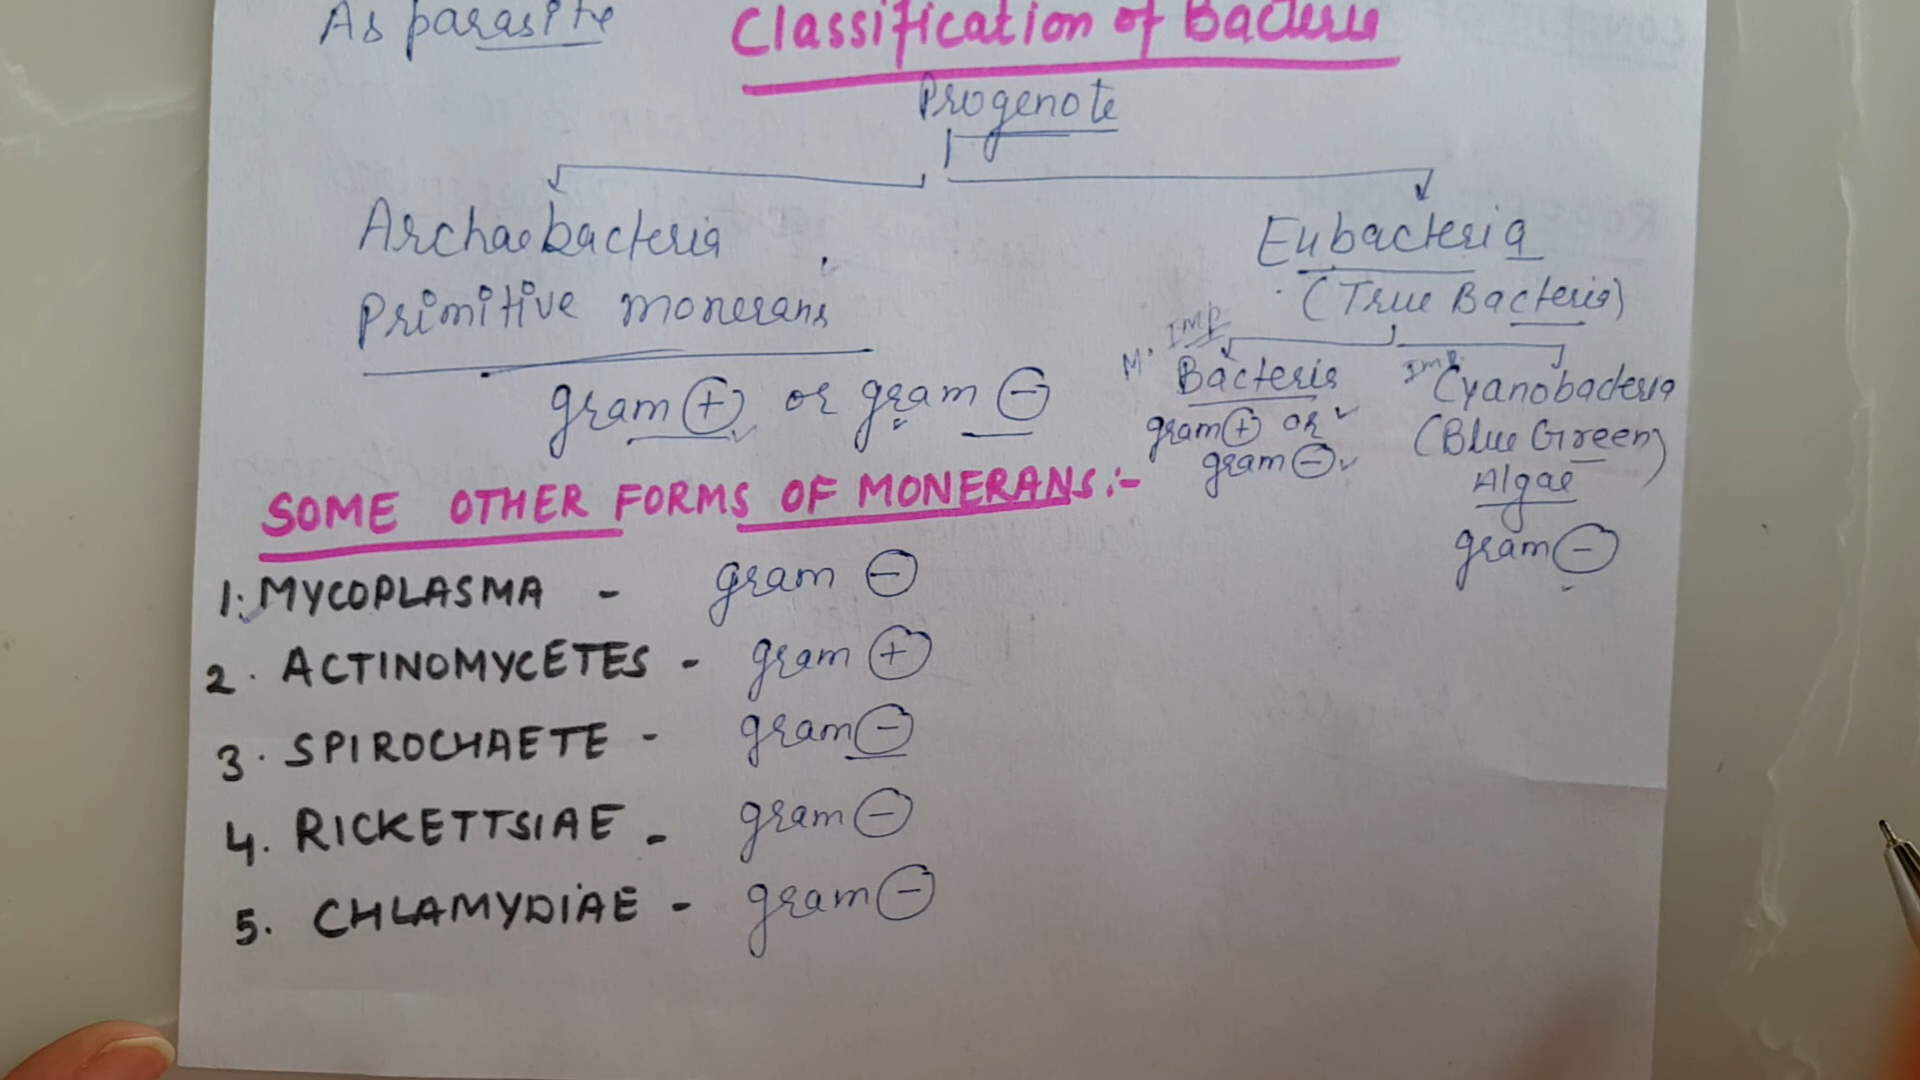 As parasite
Classification of Bacteria
Progenote
Archaebacteria
Primitive monerans
gram ⊕ or gram ⊖
Eubacteria
(True Bacteria)
M. IMP
Bacteria
gram ⊕ or
gram ⊖
Imp.
Cyanobacteria
(Blue Green)
Algae
gram ⊖
SOME OTHER FORMS OF MONERANS:-
1. MYCOPLASMA - gram ⊖
2. ACTINOMYCETES - gram ⊕
3. SPIROCHAETE - gram ⊖
4. RICKETTSIAE - gram ⊖
5. CHLAMYDIAE - gram ⊖